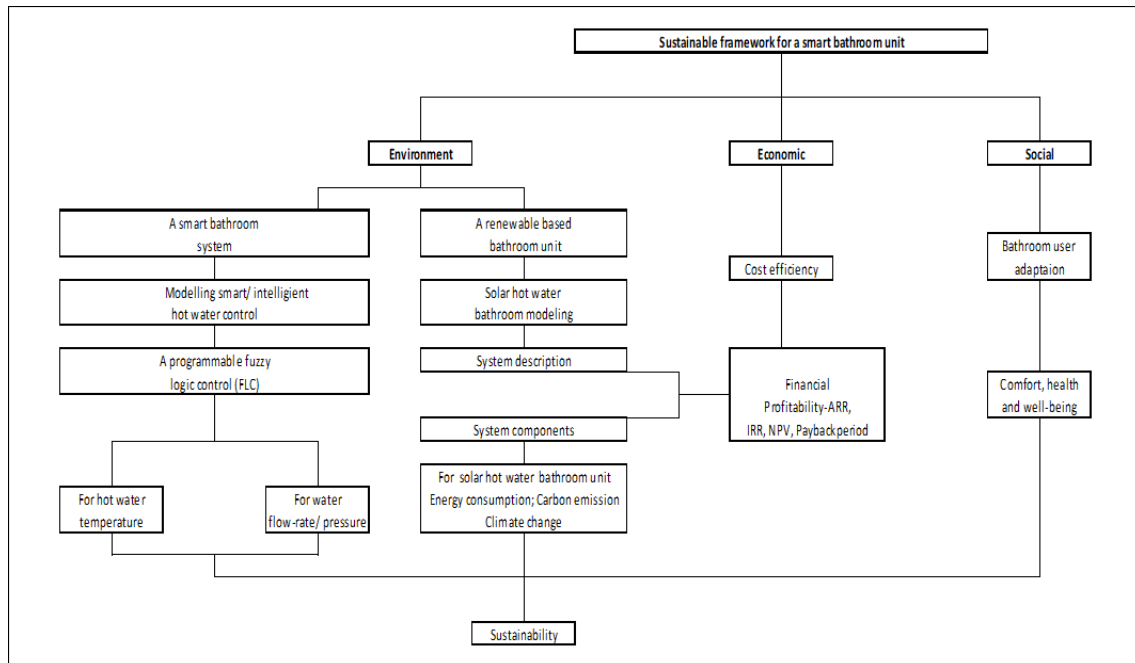 Sustainable framework for a smart bathroom unit
Environment
Economic
Social
A smart bathroom
system
A renewable based
bathroom unit
Bathroom user
adaptaion
Cost efficiency
Modelling smart/ intelligient
hot water control
Solar hot water
bathroom modeling
A programmable fuzzy
logic control (FLC)
System description
Financial
Profitability-ARR,
IRR, NPV, Payback period
Comfort, health
and well-being
System components
For hot water
temperature
For water
flow-rate/ pressure
For solar hot water bathroom unit
Energy consumption; Carbon emission
Climate change
Sustainability